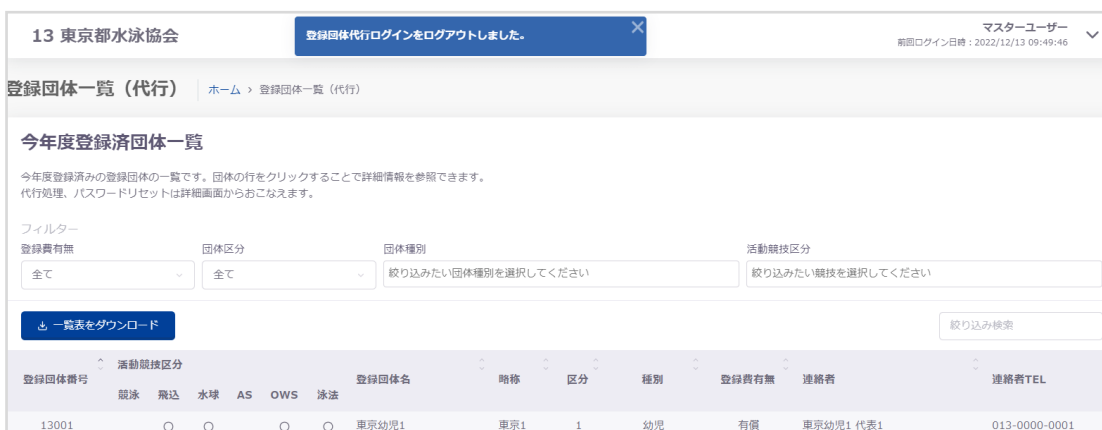 13 東京都水泳協会
登録団体代行ログインをログアウトしました。
マスターユーザー
前回ログイン日時：2022/12/13 09:49:46
登録団体一覧（代行）
ホーム > 登録団体一覧（代行）
今年度登録済団体一覧
今年度登録済みの登録団体の一覧です。団体の行をクリックすることで詳細情報を参照できます。
代行処理、パスワードリセットは詳細画面からおこなえます。
フィルター
登録費有無 団体区分 団体種別 活動競技区分
全て 全て 絞り込みたい団体種別を選択してください 絞り込みたい競技を選択してください
一覧表をダウンロード 絞り込み検索
登録団体番号 活動競技区分 登録団体名 略称 区分 種別 登録費有無 連絡者 連絡者TEL
競泳 飛込 水球 AS OWS 泳法
13001 ○ ○ ○ ○ 東京幼児1 東京1 1 幼児 有償 東京幼児1 代表1 013-0000-0001